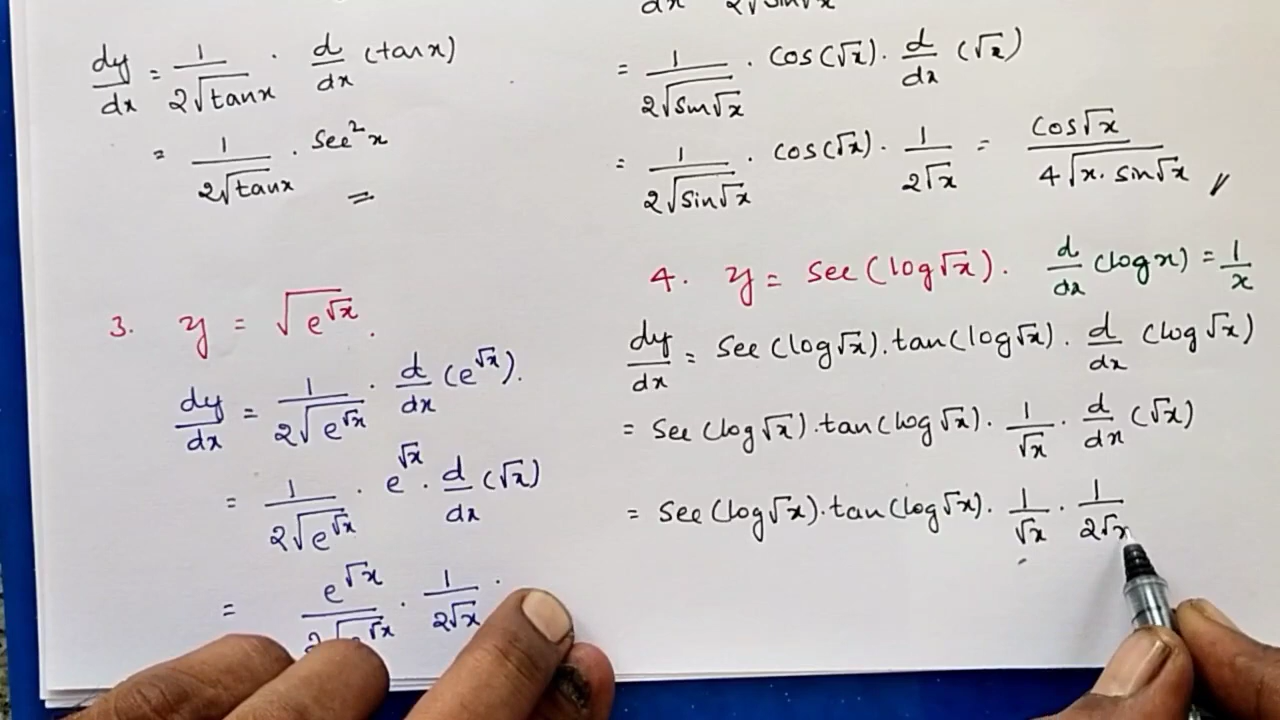 dy/dx = 1/(2√tanx) · d/dx (tanx)
= 1/(2√tanx) · sec²x
3. y = √(e^√x).
dy/dx = 1/(2√(e^√x)) · d/dx (e^√x).
= 1/(2√(e^√x)) · e^√x · d/dx (√x)
= e^√x/(2√(e^√x)) · 1/(2√x) ·
= 1/(2√(sin√x)) · cos(√x) · d/dx (√x)
= 1/(2√(sin√x)) · cos(√x) · 1/(2√x) = cos√x/(4√(x · sin√x))
4. y = sec(log√x). d/dx (logx) = 1/x
dy/dx = sec(log√x).tan(log√x) · d/dx (log√x)
= sec(log√x).tan(log√x) · 1/√x · d/dx (√x)
= sec(log√x).tan(log√x) · 1/√x · 1/(2√x)